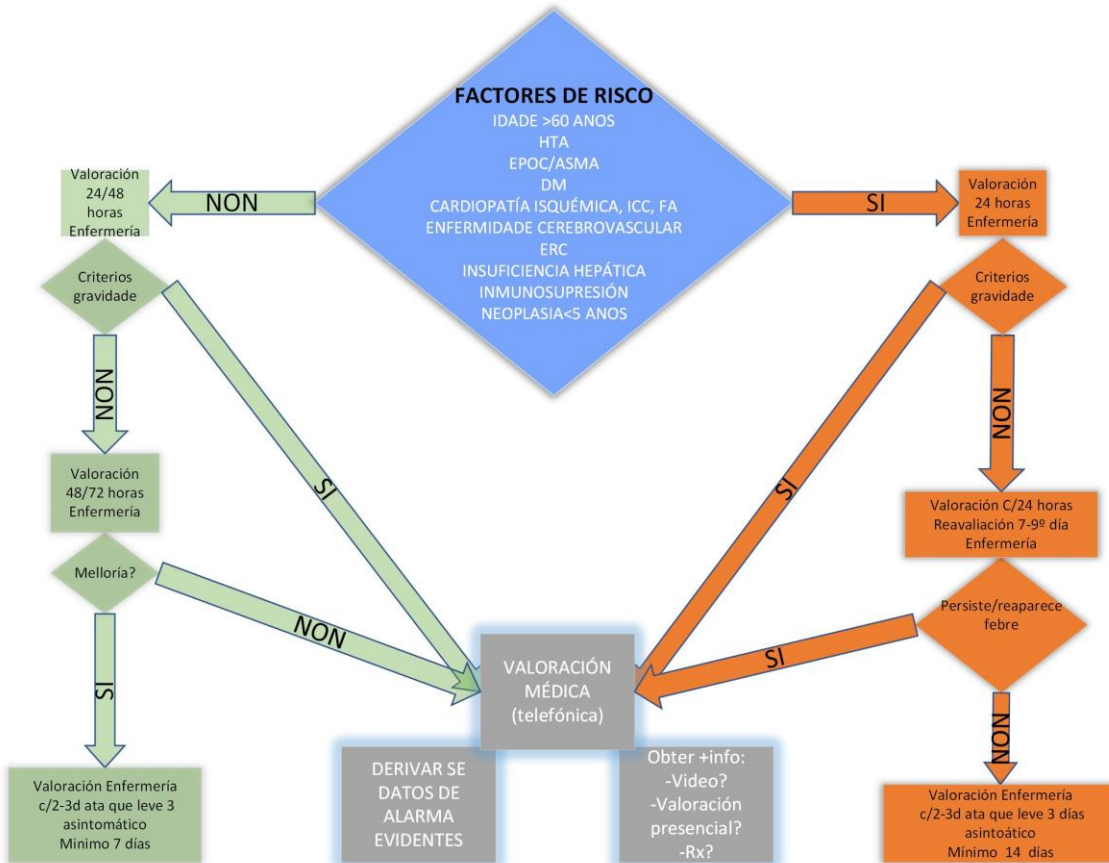 FACTORES DE RISCO
IDADE >60 ANOS
HTA
EPOC/ASMA
DM
CARDIOPATÍA ISQUÉMICA, ICC, FA
ENFERMIDADE CEREBROVASCULAR
ERC
INSUFICIENCIA HEPÁTICA
INMUNOSUPRESIÓN
NEOPLASIA<5 ANOS
NON
Valoración
24/48
horas
Enfermería
Criterios
gravidade
NON
SI
Valoración
48/72 horas
Enfermería
Melloría?
NON
SI
Valoración Enfermería
c/2-3d ata que leve 3
asintomático
Mínimo 7 días
SI
Valoración
24 horas
Enfermería
Criterios
gravidade
NON
SI
Valoración C/24 horas
Reavaliación 7-9º día
Enfermería
Persiste/reaparece
febre
SI
NON
Valoración Enfermería
c/2-3d ata que leve 3 días
asintoático
Mínimo 14 días
VALORACIÓN
MÉDICA
(telefónica)
DERIVAR SE
DATOS DE
ALARMA
EVIDENTES
Obter +info:
-Video?
-Valoración
presencial?
-Rx?